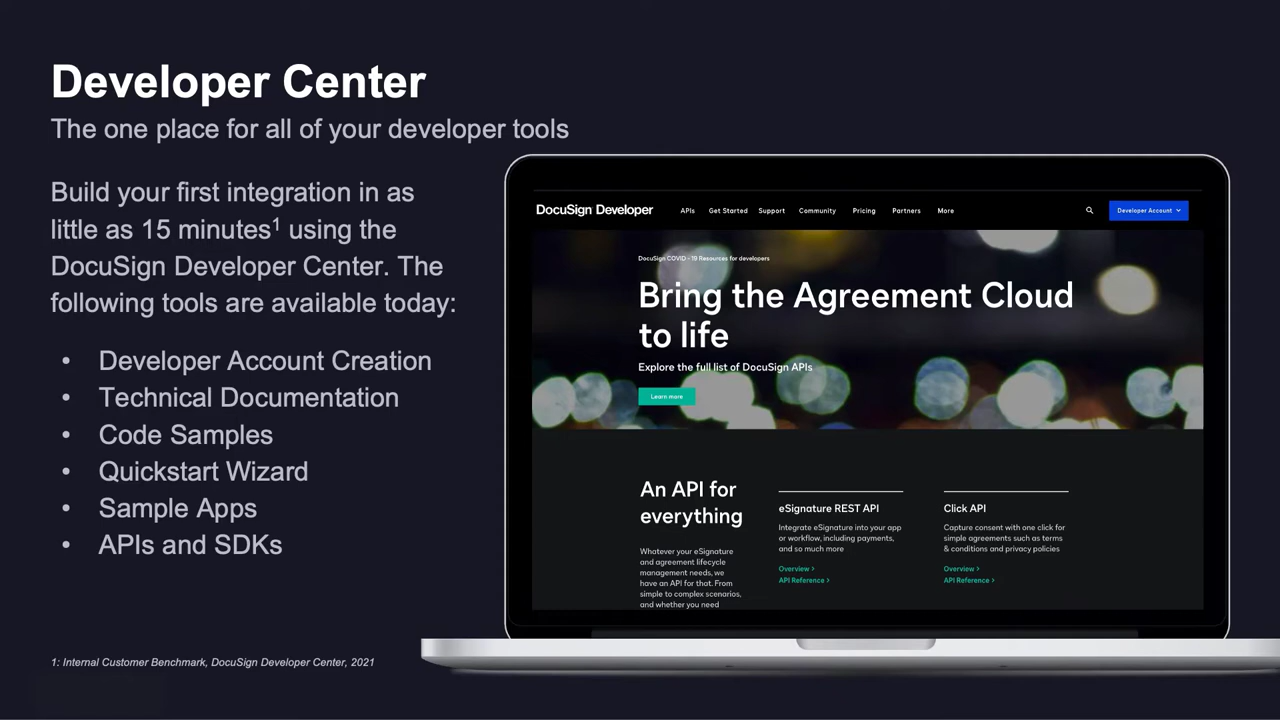 Developer Center
The one place for all of your developer tools
Build your first integration in as
little as 15 minutes¹ using the
DocuSign Developer Center. The
following tools are available today:
• Developer Account Creation
• Technical Documentation
• Code Samples
• Quickstart Wizard
• Sample Apps
• APIs and SDKs
1: Internal Customer Benchmark, DocuSign Developer Center, 2021
DocuSign Developer APIs Get Started Support Community Pricing Partners More Developer Account
DocuSign COVID - 19 Resources for developers
Bring the Agreement Cloud
to life
Explore the full list of DocuSign APIs
Learn more
An API for
everything
Whatever your eSignature
and agreement lifecycle
management needs, we
have an API for that. From
simple to complex scenarios,
and whether you need
eSignature REST API
Integrate eSignature into your app
or workflow, including payments,
and so much more
Overview >
API Reference >
Click API
Capture consent with one click for
simple agreements such as terms
& conditions and privacy policies
Overview >
API Reference >